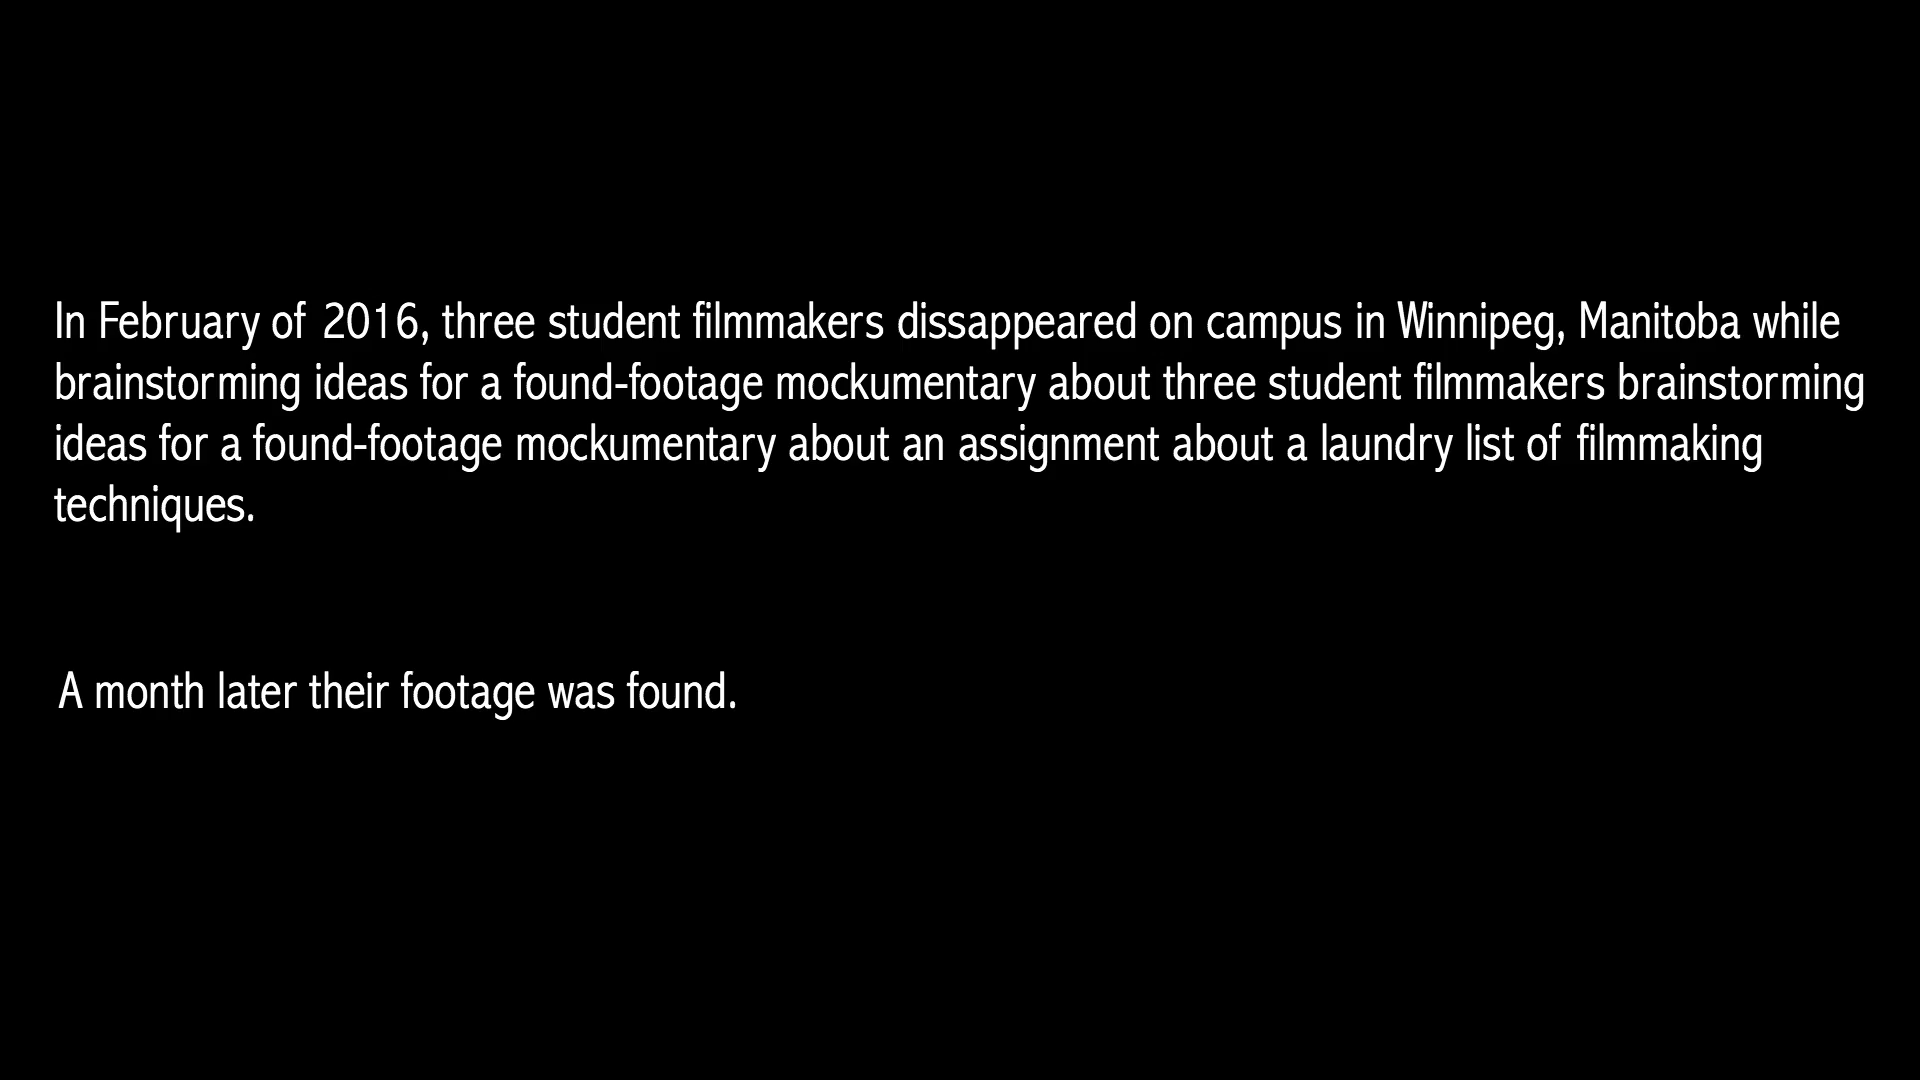 In February of 2016, three student filmmakers dissappeared on campus in Winnipeg, Manitoba while
brainstorming ideas for a found-footage mockumentary about three student filmmakers brainstorming
ideas for a found-footage mockumentary about an assignment about a laundry list of filmmaking
techniques.
A month later their footage was found.